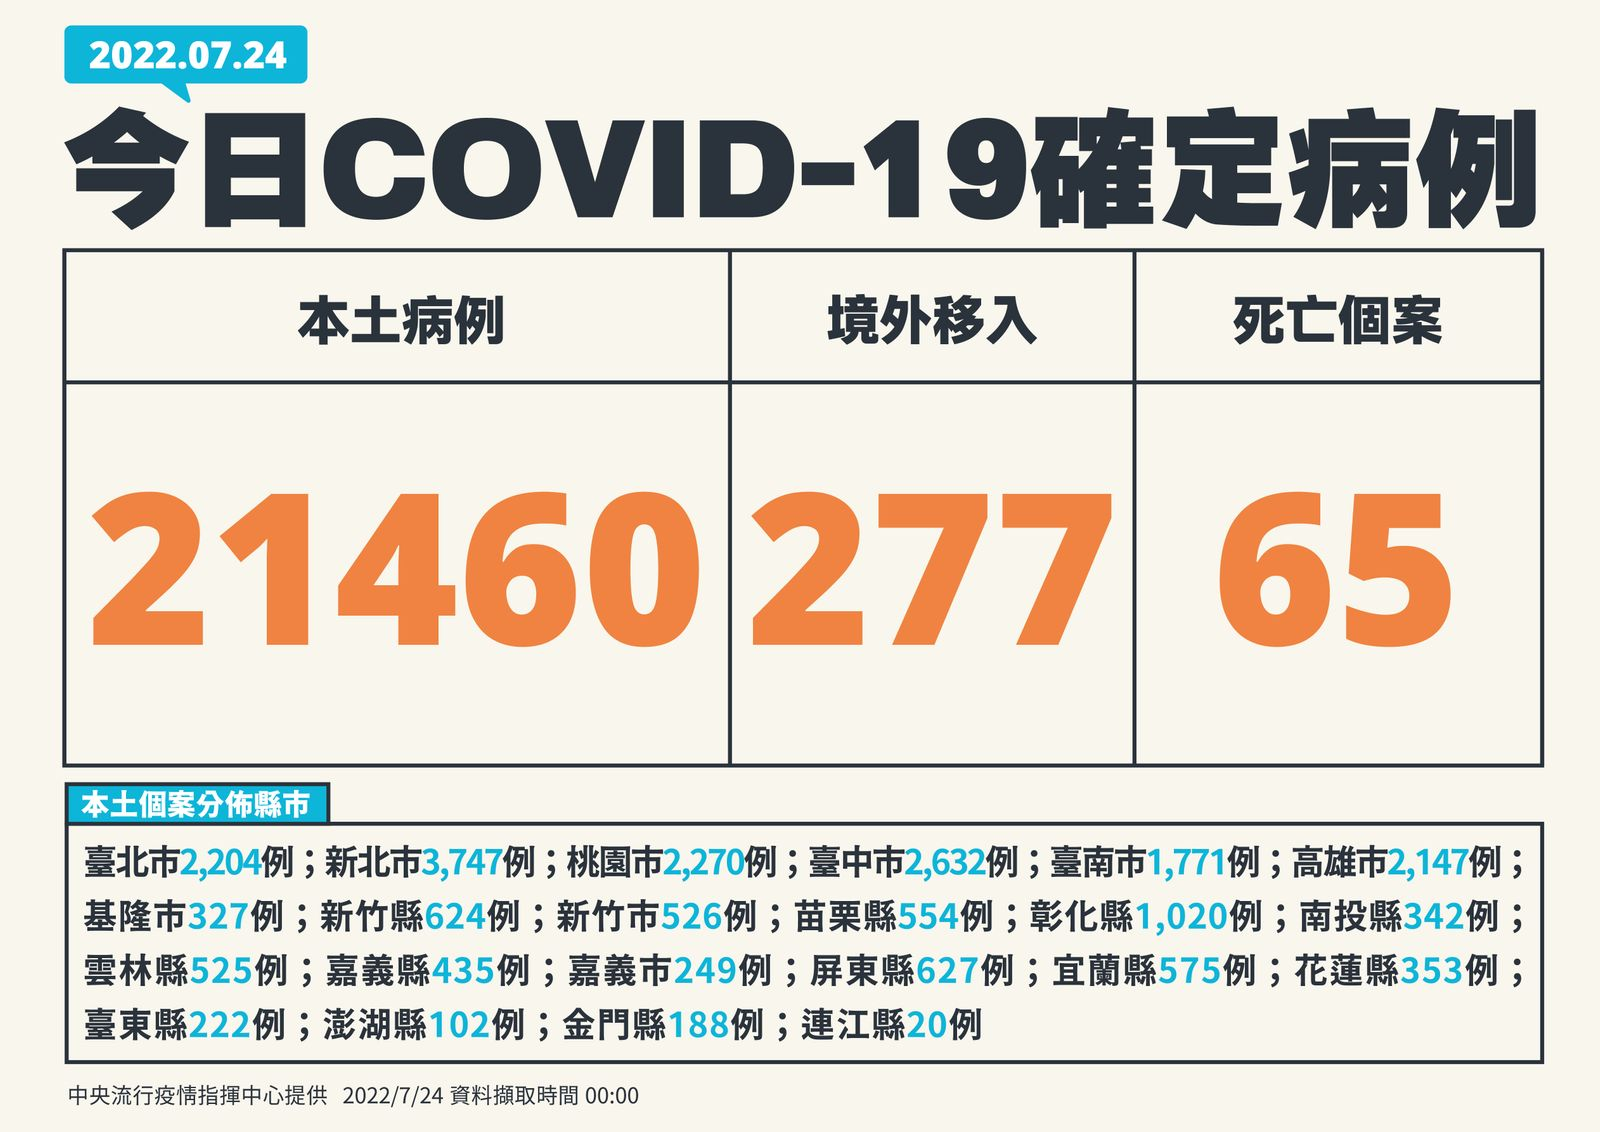 2022.07.24
今日COVID-19確定病例
本土病例 境外移入 死亡個案
21460 277 65
本土個案分佈縣市
臺北市2,204例；新北市3,747例；桃園市2,270例；臺中市2,632例；臺南市1,771例；高雄市2,147例；
基隆市327例；新竹縣624例；新竹市526例；苗栗縣554例；彰化縣1,020例；南投縣342例；
雲林縣525例；嘉義縣435例；嘉義市249例；屏東縣627例；宜蘭縣575例；花蓮縣353例；
臺東縣222例；澎湖縣102例；金門縣188例；連江縣20例
中央流行疫情指揮中心提供 2022/7/24 資料擷取時間 00:00